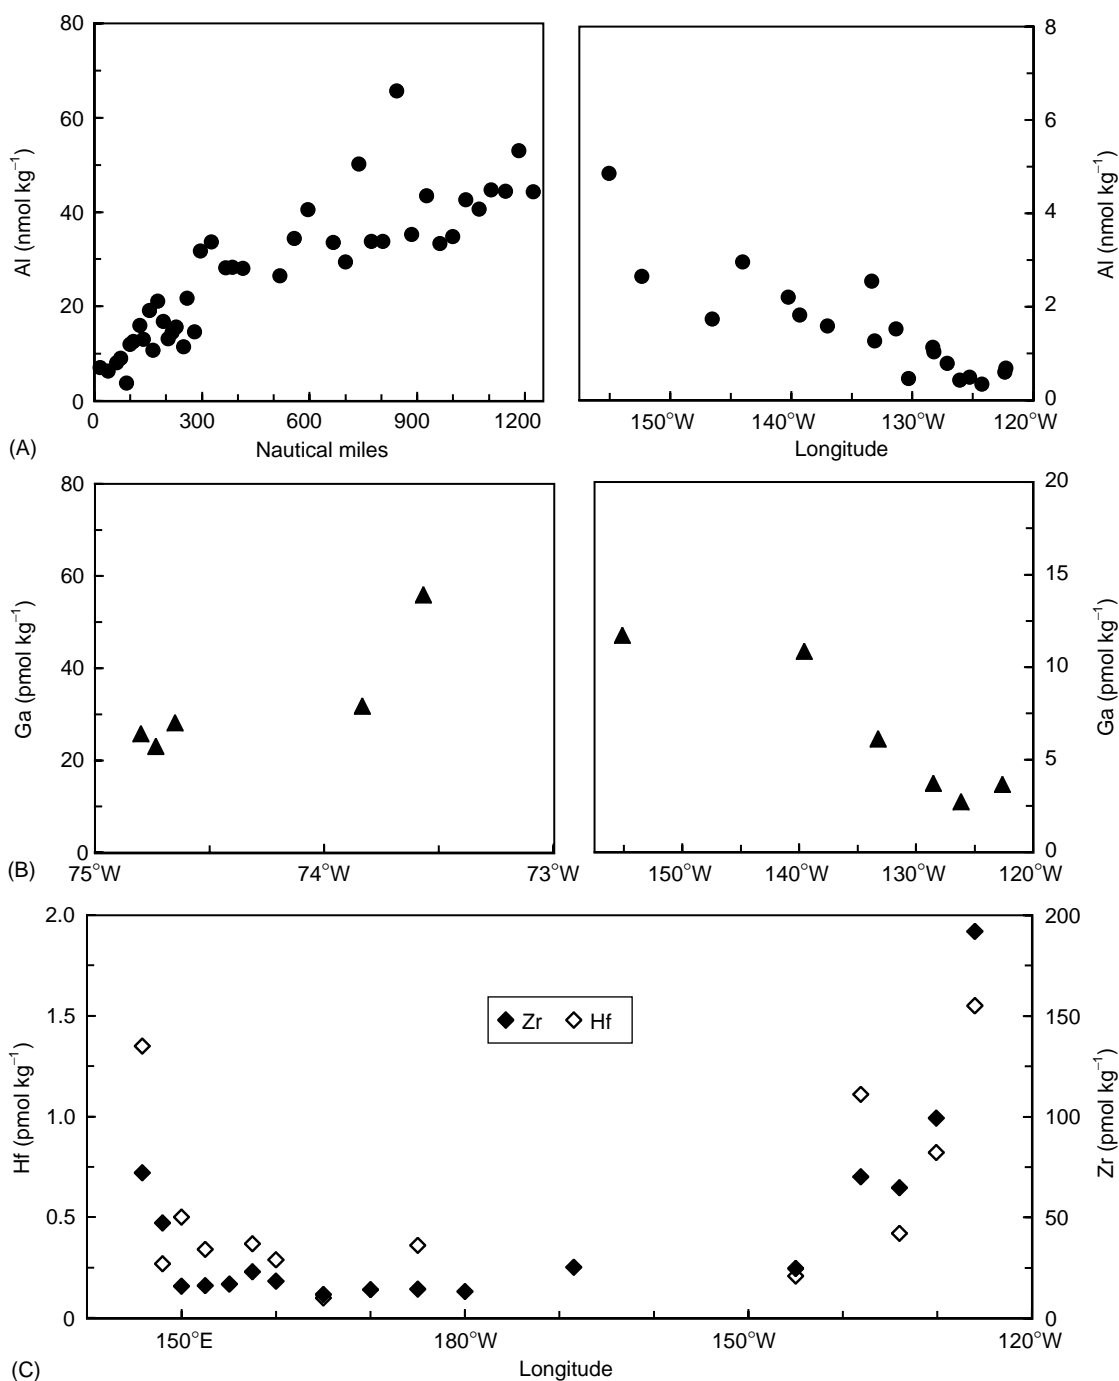 80
60
40
20
0
Al (nmol kg⁻¹)
0 300 600 900 1200
Nautical miles
8
6
4
2
0
Al (nmol kg⁻¹)
150°W 140°W 130°W 120°W
Longitude
(A)
80
60
40
20
0
Ga (pmol kg⁻¹)
75°W 74°W 73°W
20
15
10
5
0
Ga (pmol kg⁻¹)
150°W 140°W 130°W 120°W
(B)
2.0
1.5
1.0
0.5
0
Hf (pmol kg⁻¹)
Zr Hf
200
150
100
50
0
Zr (pmol kg⁻¹)
150°E 180°W 150°W 120°W
Longitude
(C)